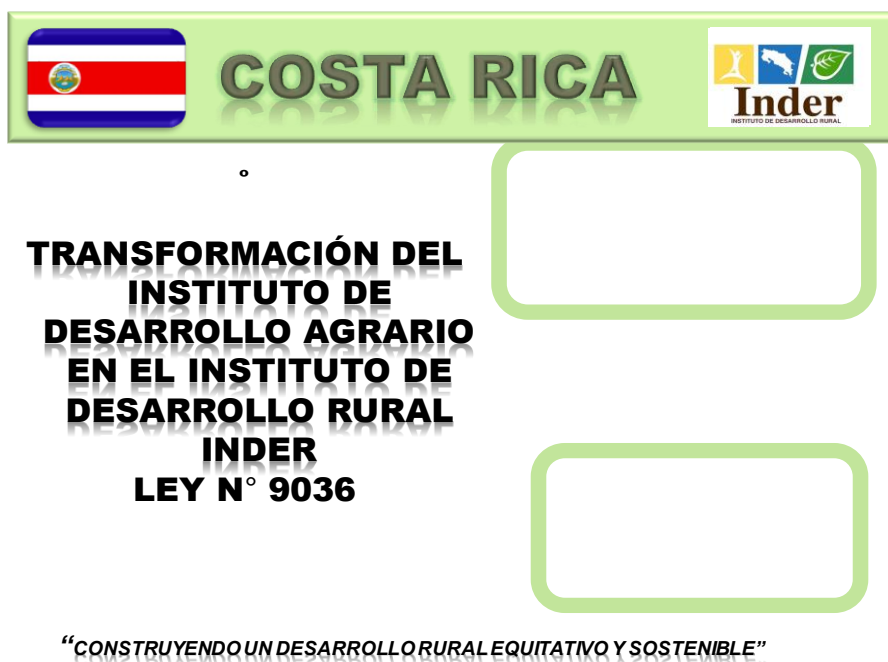 COSTA RICA
Inder
INSTITUTO DE DESARROLLO RURAL
º
TRANSFORMACIÓN DEL
INSTITUTO DE
DESARROLLO AGRARIO
EN EL INSTITUTO DE
DESARROLLO RURAL
INDER
LEY N° 9036
“CONSTRUYENDO UN DESARROLLO RURAL EQUITATIVO Y SOSTENIBLE”